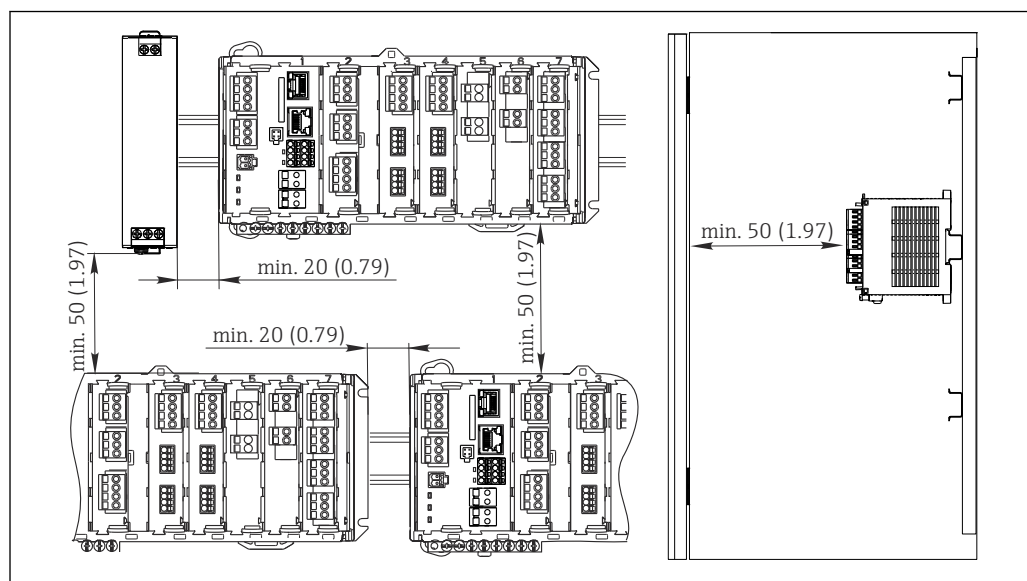 1 2 3 4 5 6 7
min. 50 (1.97)
min. 20 (0.79)
min. 50 (1.97)
min. 50 (1.97)
min. 20 (0.79)
2 3 4 5 6 7
1 2 3